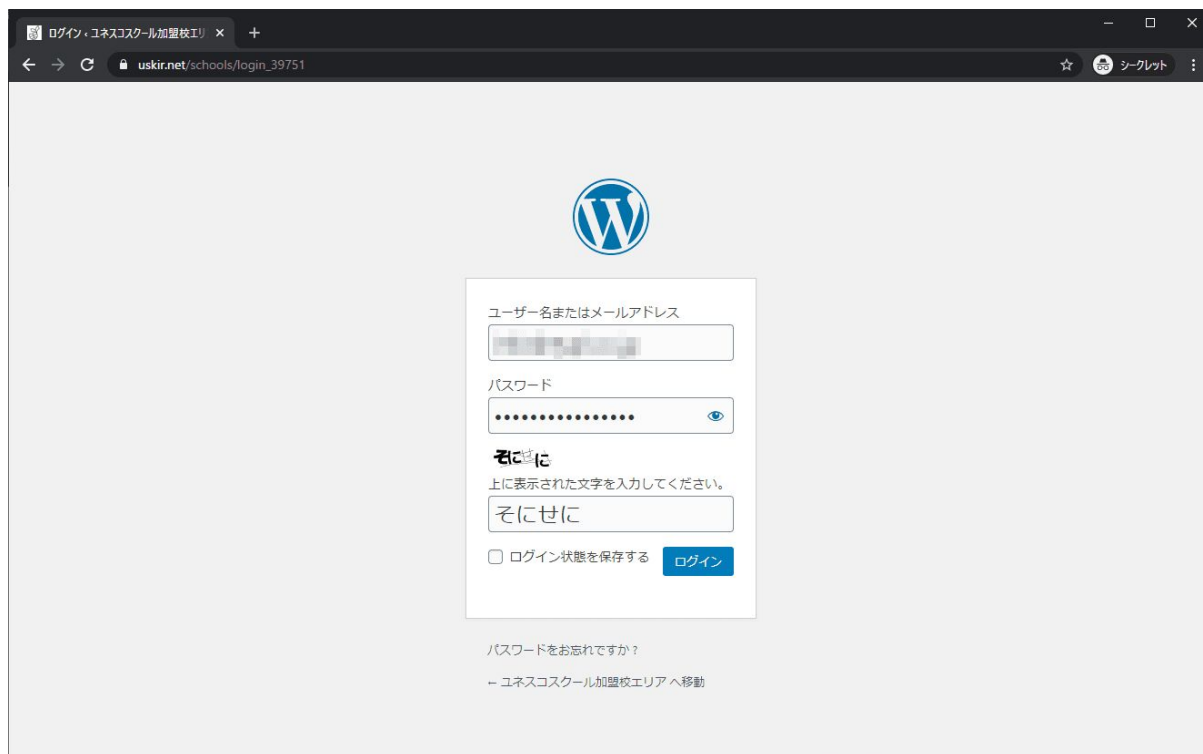 ログイン ‹ ユネスコスクール加盟校エリ
uskir.net/schools/login_39751
シークレット
ユーザー名またはメールアドレス
パスワード
••••••••••••••••
そにせに
上に表示された文字を入力してください。
そにせに
ログイン状態を保存する
ログイン
パスワードをお忘れですか ?
← ユネスコスクール加盟校エリア へ移動